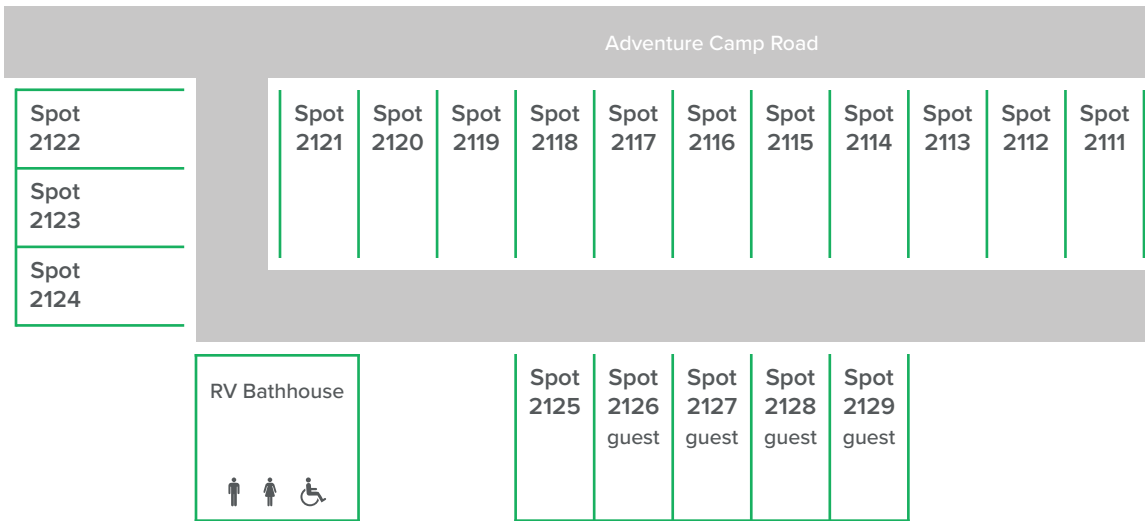 Adventure Camp Road
Spot
2122
Spot
2123
Spot
2124
Spot
2121
Spot
2120
Spot
2119
Spot
2118
Spot
2117
Spot
2116
Spot
2115
Spot
2114
Spot
2113
Spot
2112
Spot
2111
RV Bathhouse
Spot
2125
Spot
2126
guest
Spot
2127
guest
Spot
2128
guest
Spot
2129
guest